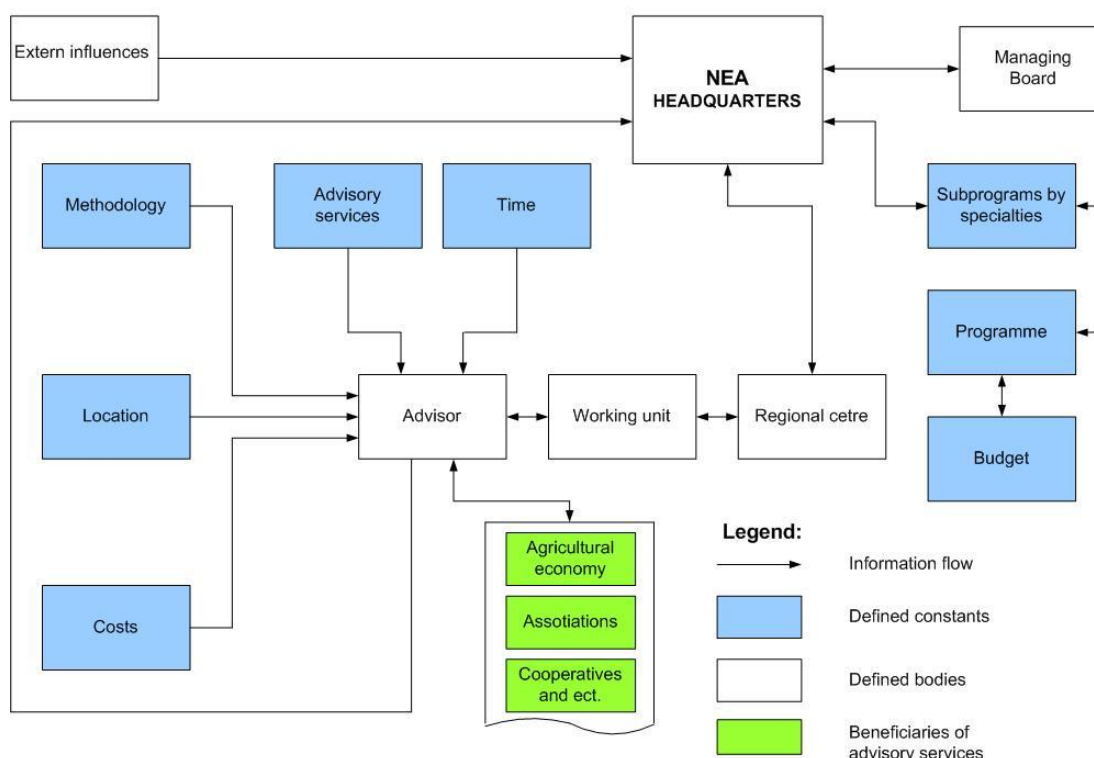 Extern influences
NEA
HEADQUARTERS
Managing
Board
Methodology
Advisory
services
Time
Subprograms by
specialties
Programme
Location
Advisor
Working unit
Regional cetre
Budget
Agricultural
economy
Assotiations
Cooperatives
and ect.
Costs
Legend:
Information flow
Defined constants
Defined bodies
Beneficiaries of
advisory services